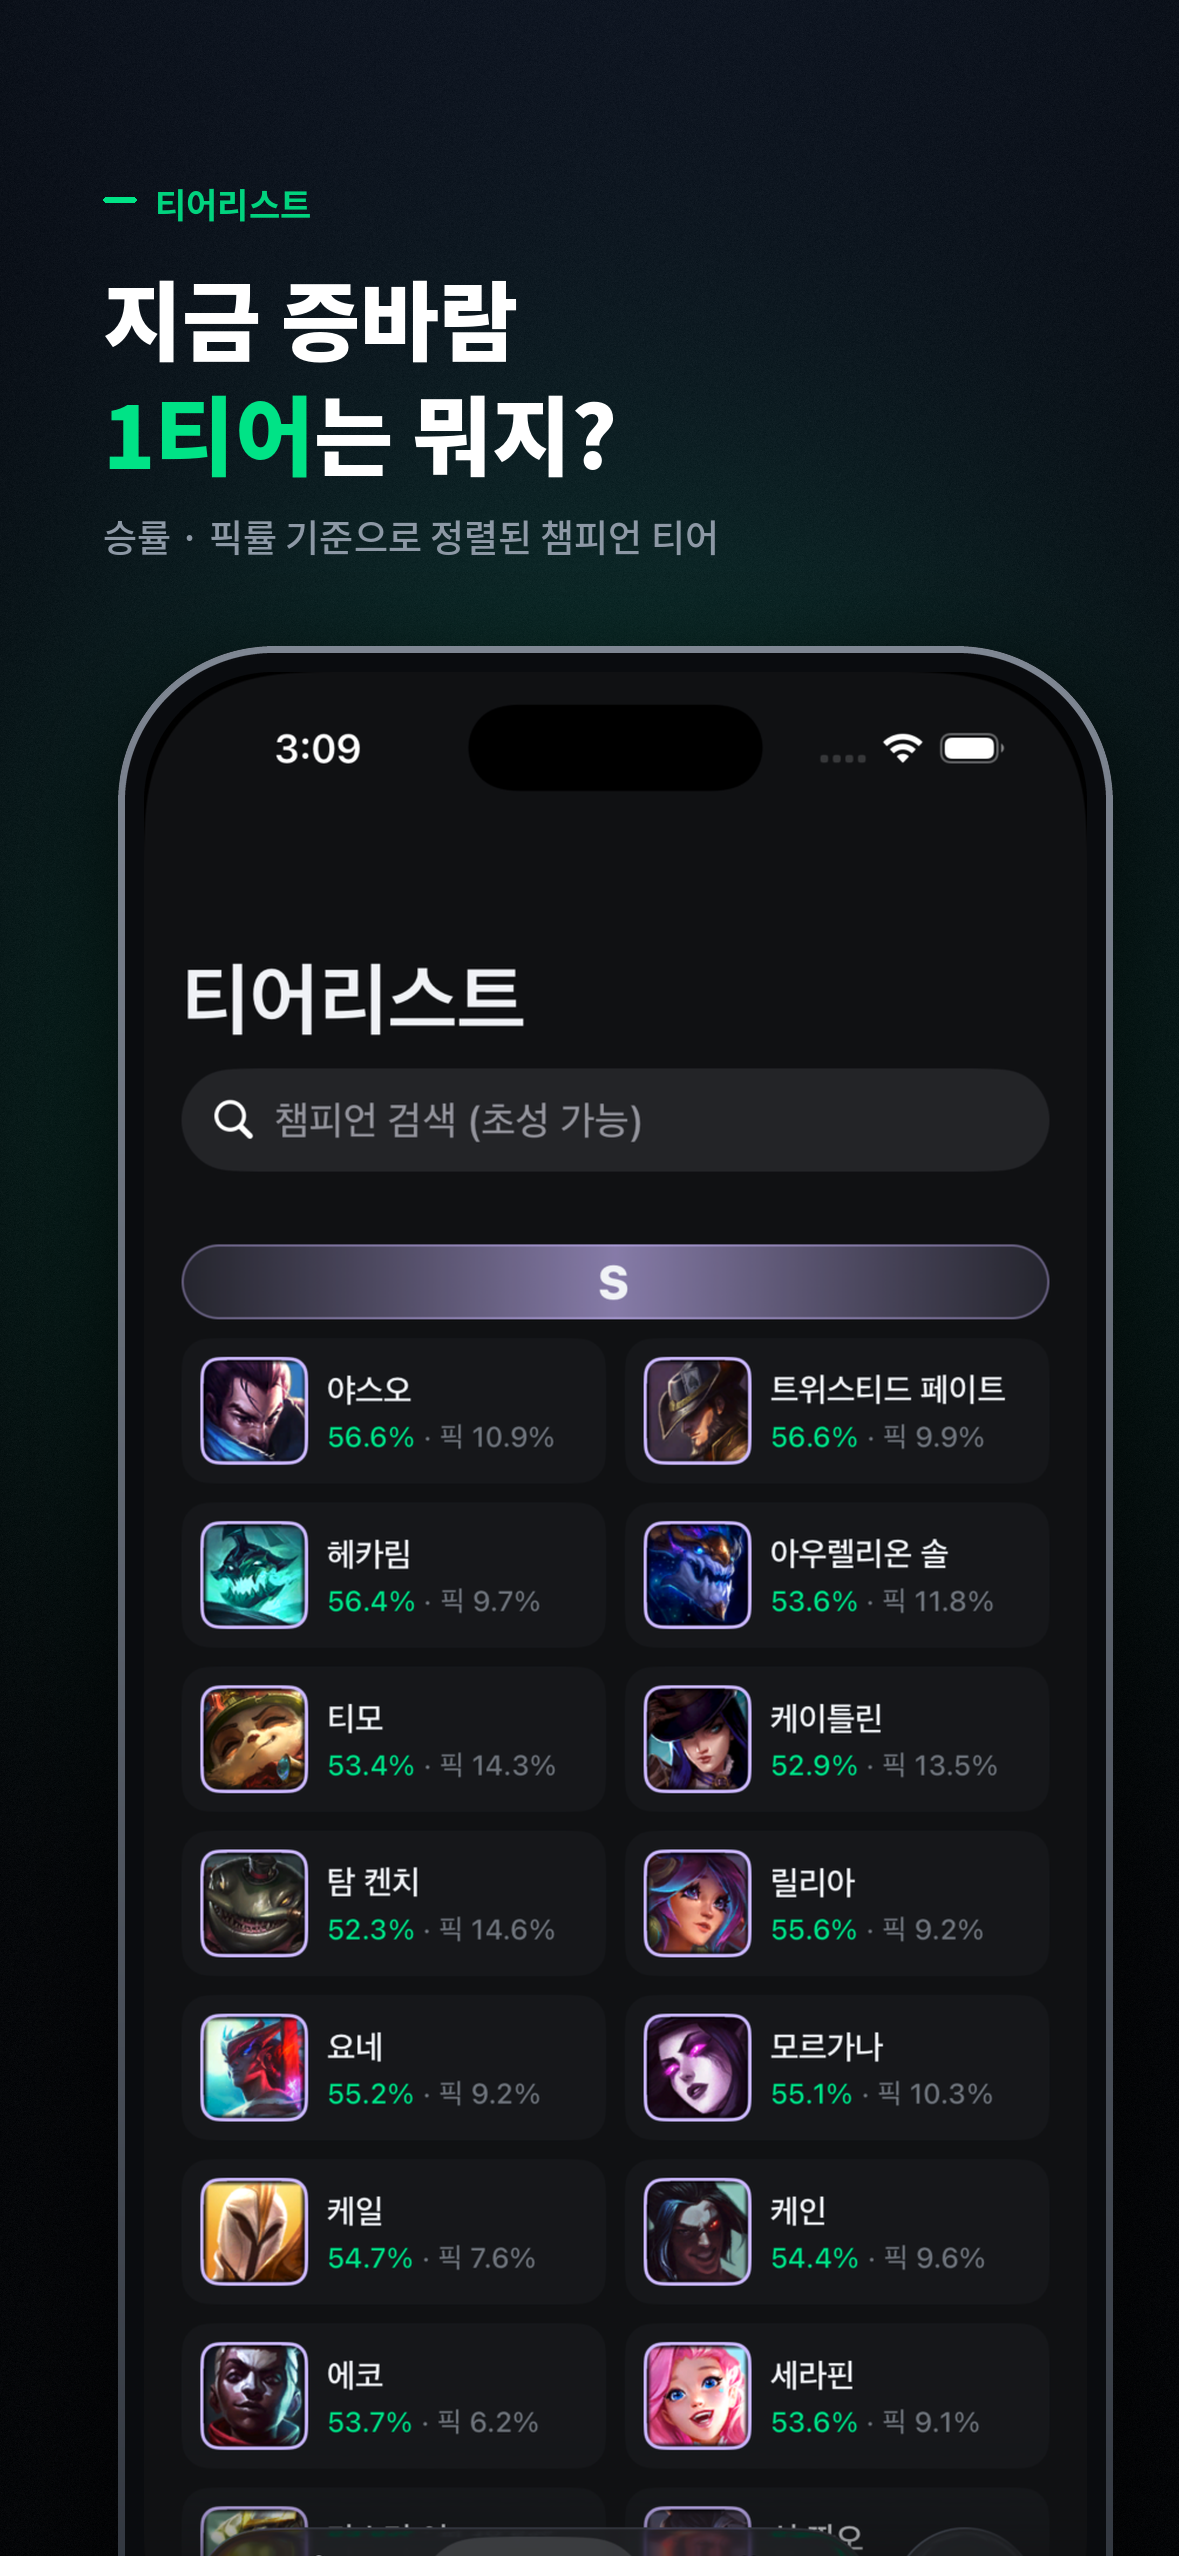 티어리스트
지금 증바람
1티어는 뭐지?
승률 · 픽률 기준으로 정렬된 챔피언 티어
3:09
티어리스트
챔피언 검색 (초성 가능)
S
야스오
56.6% · 픽 10.9%
트위스티드 페이트
56.6% · 픽 9.9%
헤카림
56.4% · 픽 9.7%
아우렐리온 솔
53.6% · 픽 11.8%
티모
53.4% · 픽 14.3%
케이틀린
52.9% · 픽 13.5%
탐 켄치
52.3% · 픽 14.6%
릴리아
55.6% · 픽 9.2%
요네
55.2% · 픽 9.2%
모르가나
55.1% · 픽 10.3%
케일
54.7% · 픽 7.6%
케인
54.4% · 픽 9.6%
에코
53.7% · 픽 6.2%
세라핀
53.6% · 픽 9.1%